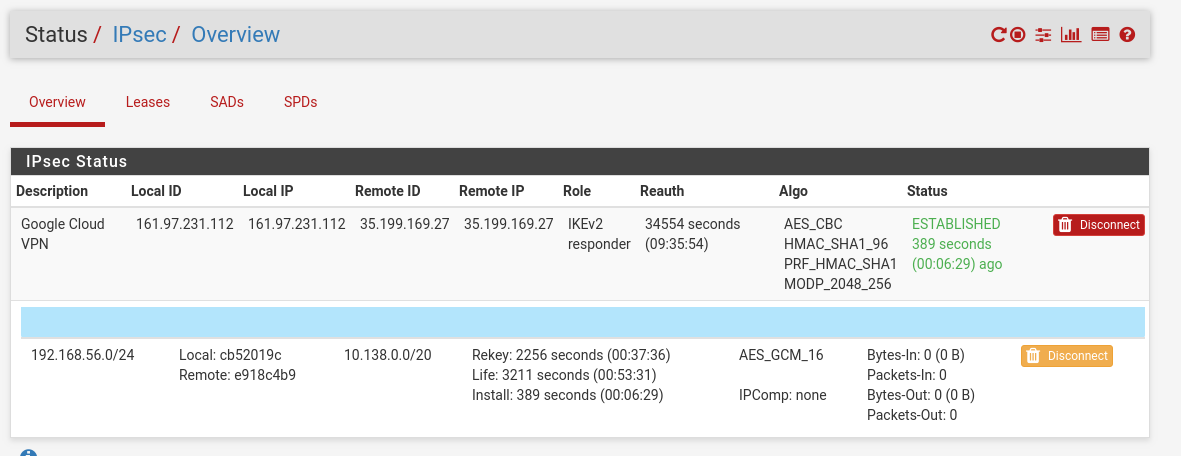 Status / IPsec / Overview
Overview Leases SADs SPDs
IPsec Status
Description Local ID Local IP Remote ID Remote IP Role Reauth Algo Status
Google Cloud VPN 161.97.231.112 161.97.231.112 35.199.169.27 35.199.169.27 IKEv2 responder 34554 seconds (09:35:54) AES_CBC HMAC_SHA1_96 PRF_HMAC_SHA1 MODP_2048_256 ESTABLISHED 389 seconds (00:06:29) ago Disconnect
192.168.56.0/24 Local: cb52019c 10.138.0.0/20 Rekey: 2256 seconds (00:37:36) AES_GCM_16 Bytes-In: 0 (0 B) Disconnect
Remote: e918c4b9 Life: 3211 seconds (00:53:31) Packets-In: 0
Install: 389 seconds (00:06:29) IPComp: none Bytes-Out: 0 (0 B)
Packets-Out: 0